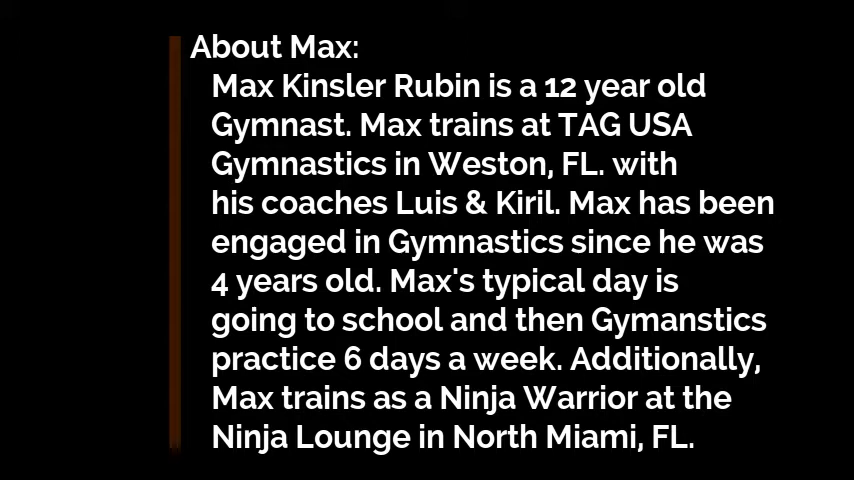 About Max:
Max Kinsler Rubin is a 12 year old
Gymnast. Max trains at TAG USA
Gymnastics in Weston, FL. with
his coaches Luis & Kiril. Max has been
engaged in Gymnastics since he was
4 years old. Max's typical day is
going to school and then Gymanstics
practice 6 days a week. Additionally,
Max trains as a Ninja Warrior at the
Ninja Lounge in North Miami, FL.